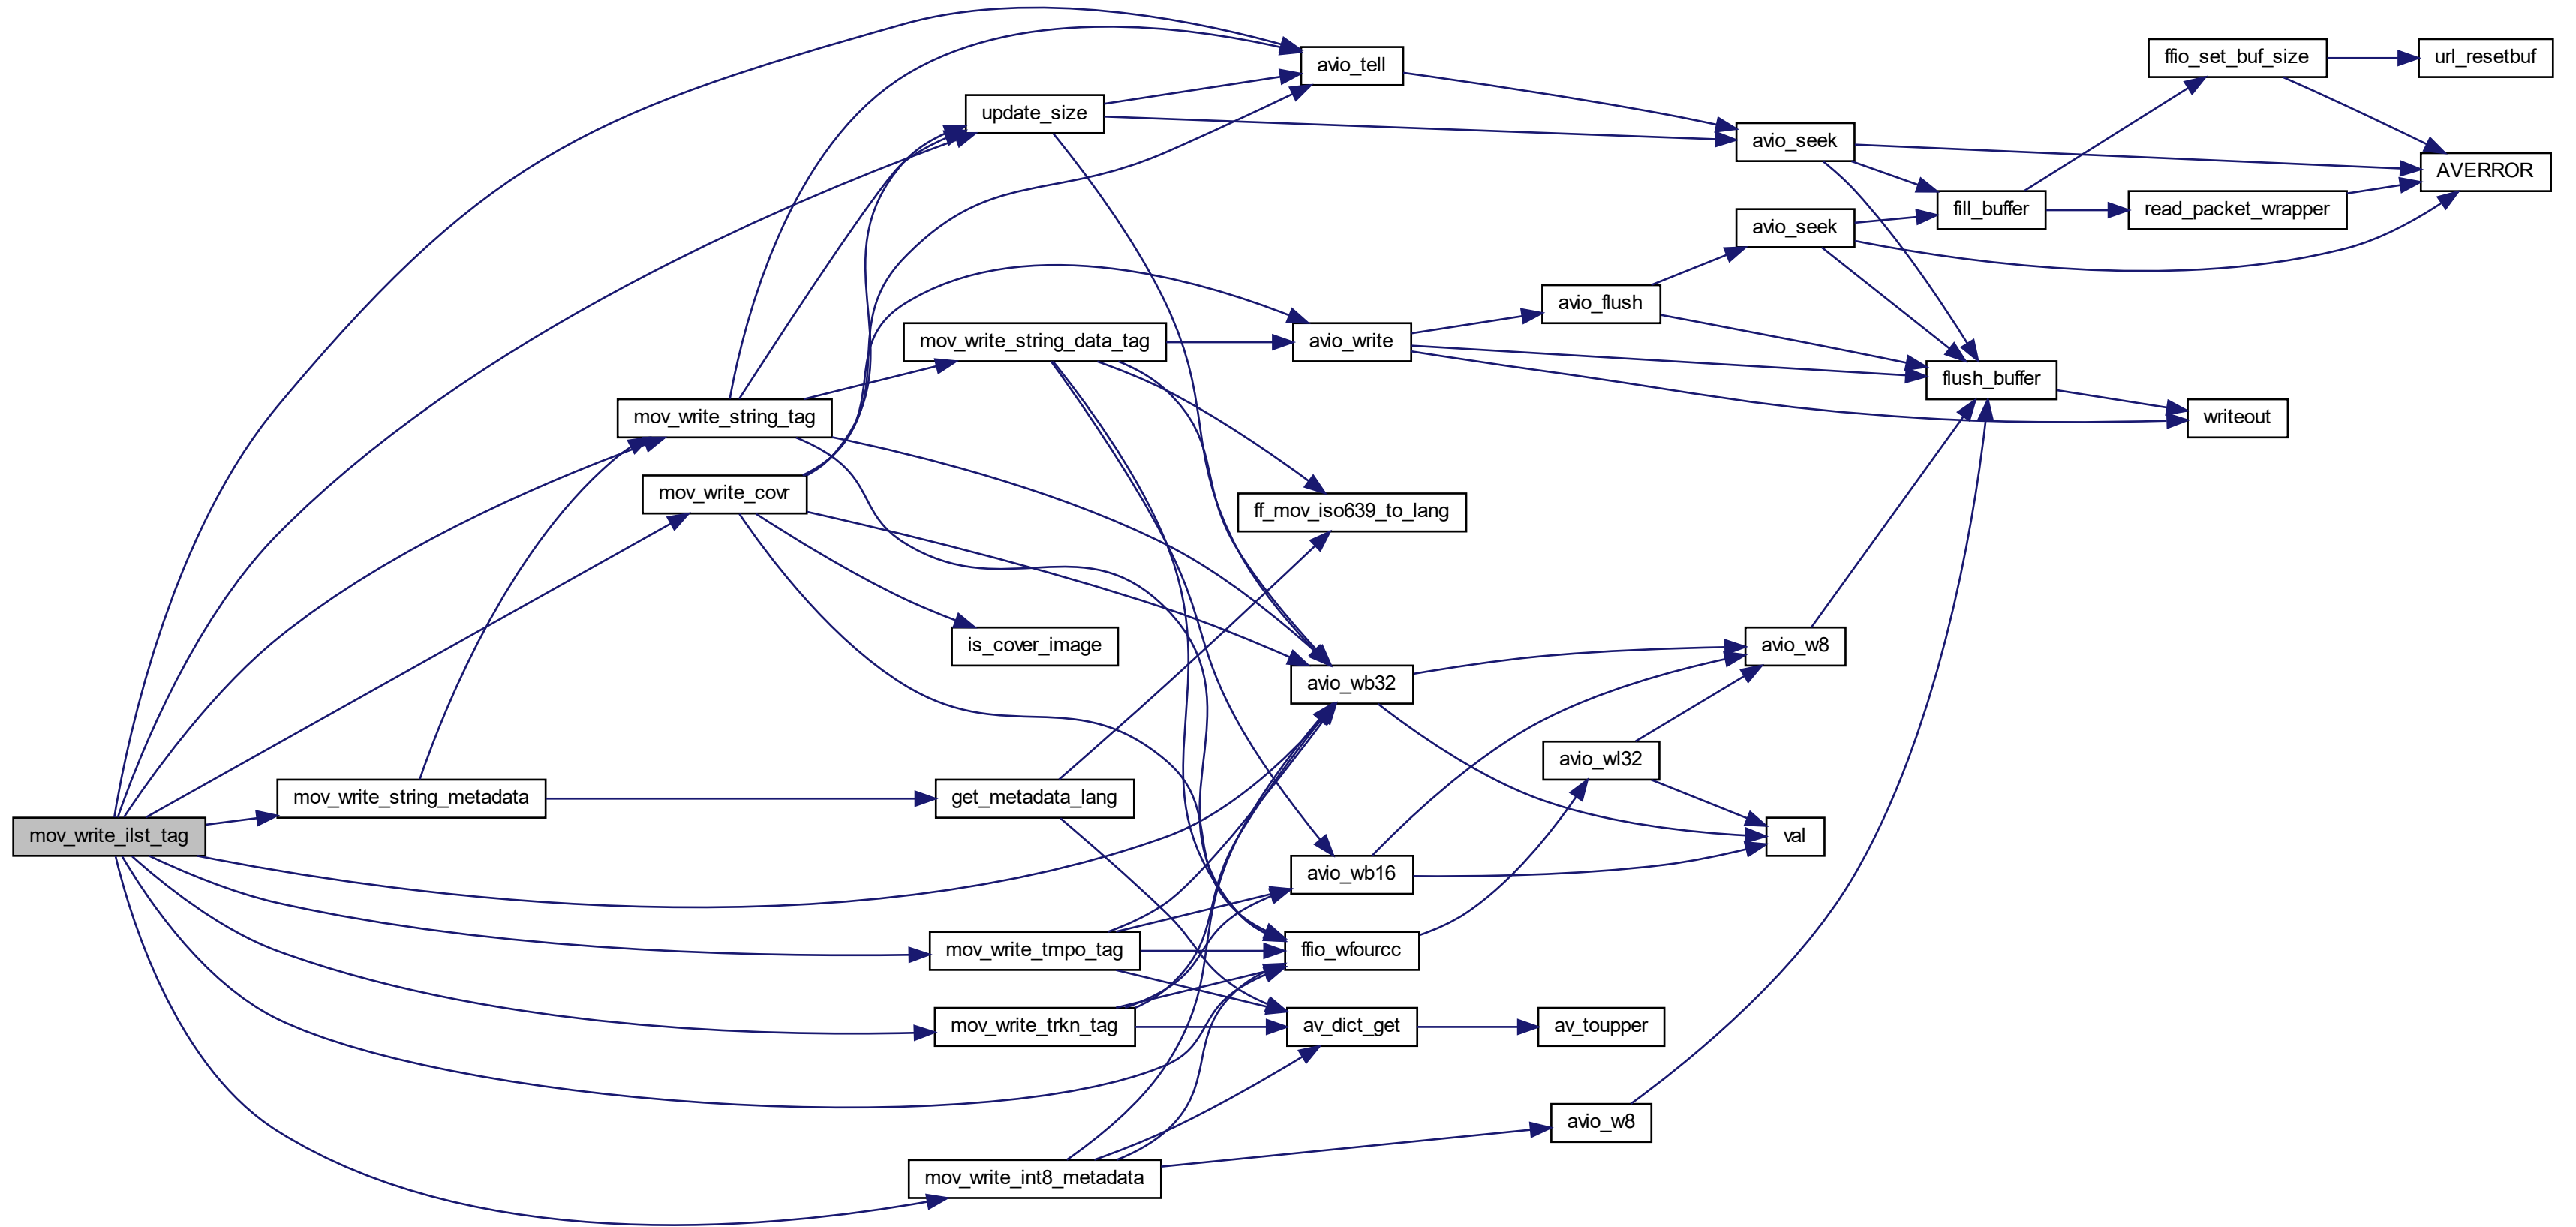 mov_write_ilst_tag
mov_write_string_tag
mov_write_covr
mov_write_string_metadata
update_size
mov_write_string_data_tag
is_cover_image
get_metadata_lang
mov_write_tmpo_tag
mov_write_trkn_tag
mov_write_int8_metadata
avio_tell
avio_write
ff_mov_iso639_to_lang
avio_wb32
avio_wb16
ffio_wfourcc
av_dict_get
avio_flush
avio_wl32
av_toupper
avio_w8
avio_seek
avio_seek
avio_w8
val
fill_buffer
flush_buffer
ffio_set_buf_size
read_packet_wrapper
writeout
url_resetbuf
AVERROR